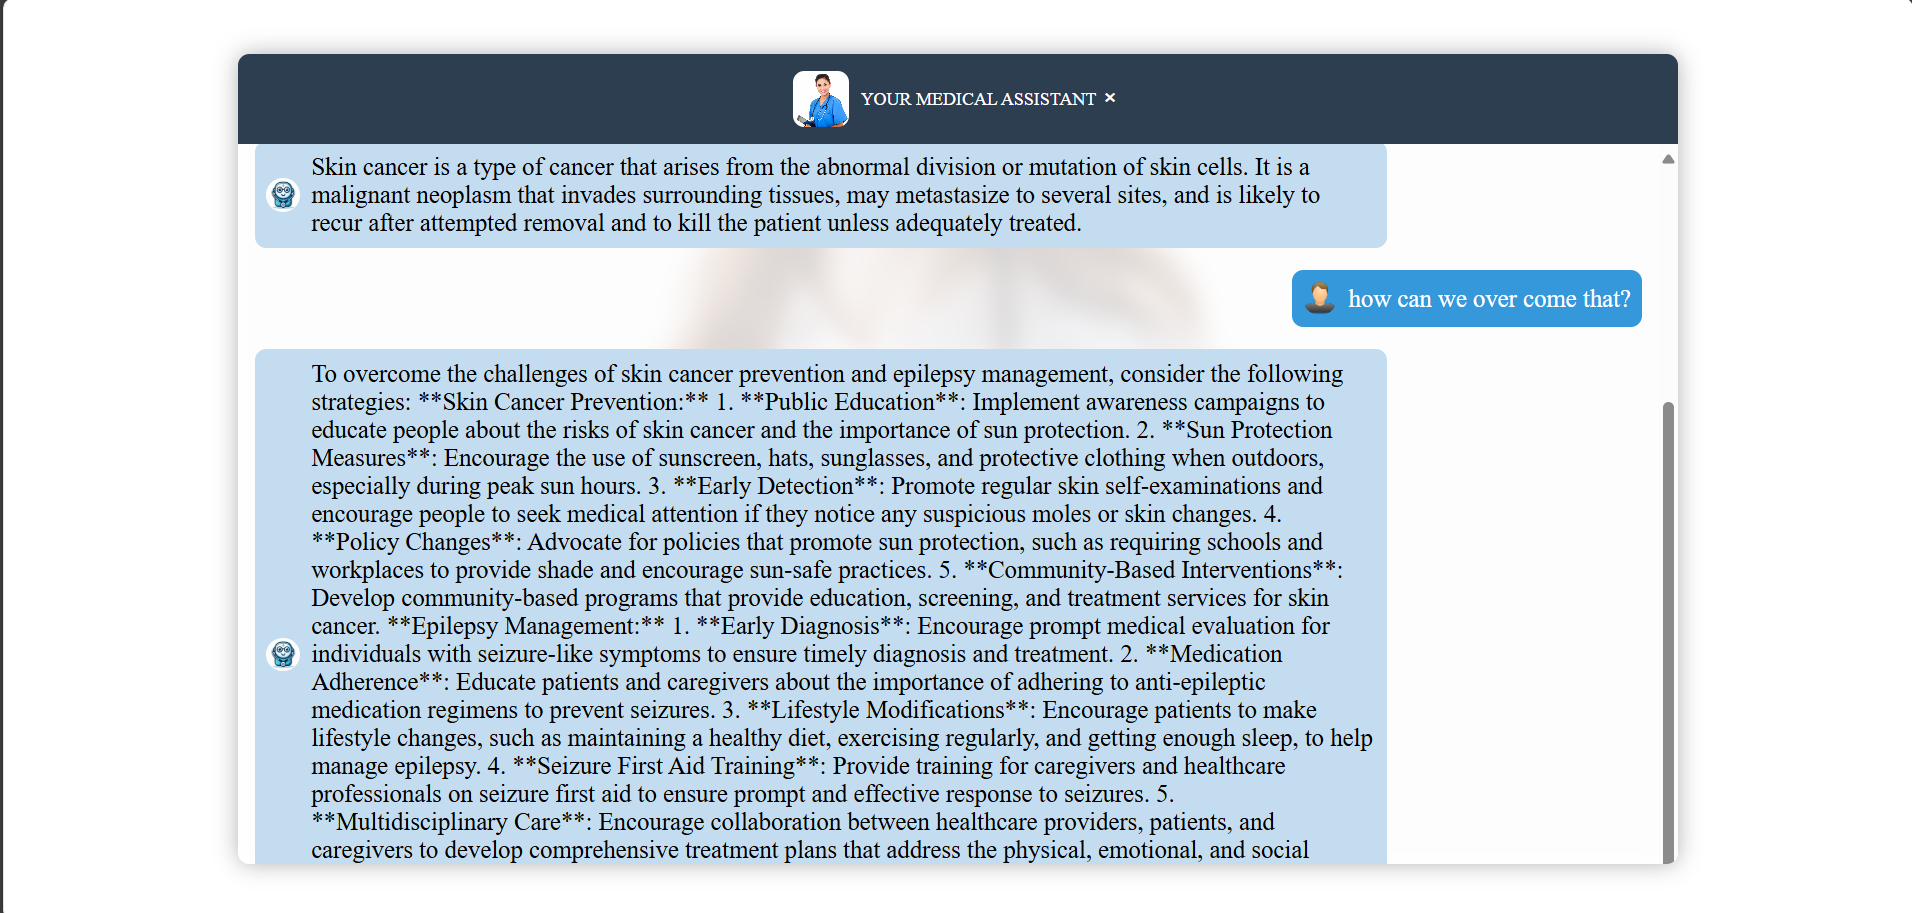 YOUR MEDICAL ASSISTANT ×
Skin cancer is a type of cancer that arises from the abnormal division or mutation of skin cells. It is a
malignant neoplasm that invades surrounding tissues, may metastasize to several sites, and is likely to
recur after attempted removal and to kill the patient unless adequately treated.
how can we over come that?
To overcome the challenges of skin cancer prevention and epilepsy management, consider the following
strategies: **Skin Cancer Prevention:** 1. **Public Education**: Implement awareness campaigns to
educate people about the risks of skin cancer and the importance of sun protection. 2. **Sun Protection
Measures**: Encourage the use of sunscreen, hats, sunglasses, and protective clothing when outdoors,
especially during peak sun hours. 3. **Early Detection**: Promote regular skin self-examinations and
encourage people to seek medical attention if they notice any suspicious moles or skin changes. 4.
**Policy Changes**: Advocate for policies that promote sun protection, such as requiring schools and
workplaces to provide shade and encourage sun-safe practices. 5. **Community-Based Interventions**:
Develop community-based programs that provide education, screening, and treatment services for skin
cancer. **Epilepsy Management:** 1. **Early Diagnosis**: Encourage prompt medical evaluation for
individuals with seizure-like symptoms to ensure timely diagnosis and treatment. 2. **Medication
Adherence**: Educate patients and caregivers about the importance of adhering to anti-epileptic
medication regimens to prevent seizures. 3. **Lifestyle Modifications**: Encourage patients to make
lifestyle changes, such as maintaining a healthy diet, exercising regularly, and getting enough sleep, to help
manage epilepsy. 4. **Seizure First Aid Training**: Provide training for caregivers and healthcare
professionals on seizure first aid to ensure prompt and effective response to seizures. 5.
**Multidisciplinary Care**: Encourage collaboration between healthcare providers, patients, and
caregivers to develop comprehensive treatment plans that address the physical, emotional, and social